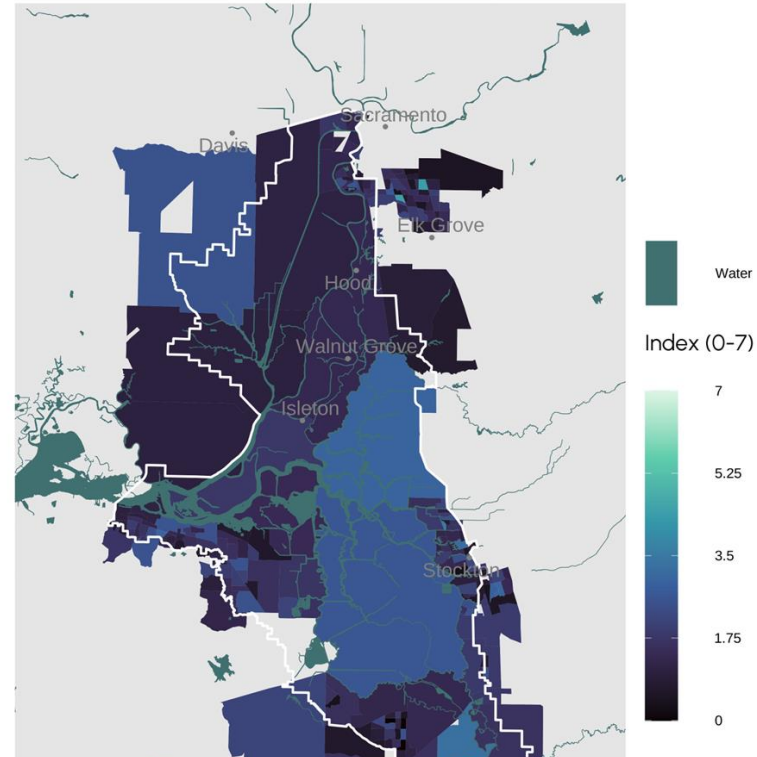 Sacramento
7
Davis
Elk Grove
Hood
Walnut Grove
Isleton
Stockton
Water
Index (0-7)
7
5.25
3.5
1.75
0